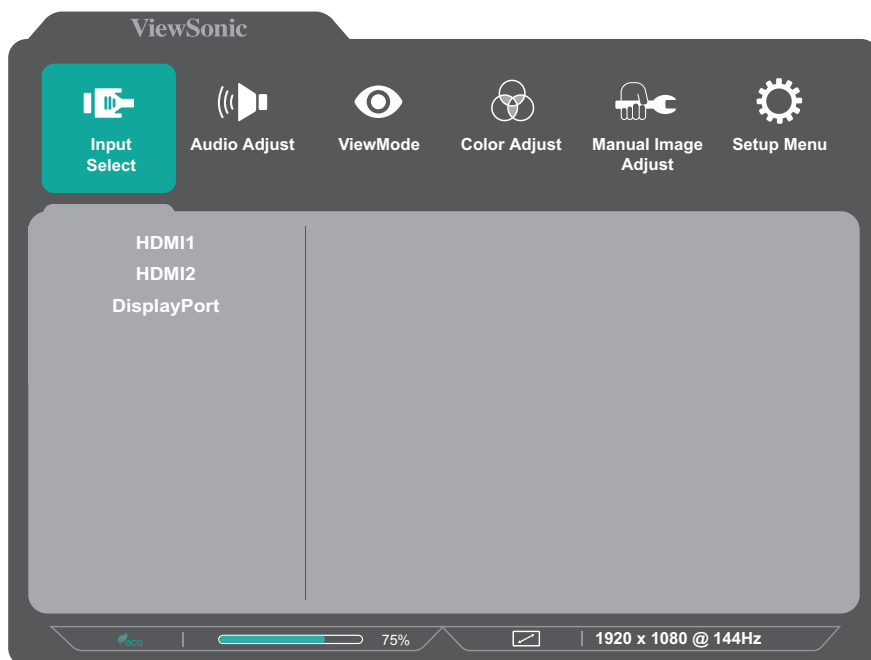 ViewSonic
Input
Select
Audio Adjust
ViewMode
Color Adjust
Manual Image
Adjust
Setup Menu
HDMI1
HDMI2
DisplayPort
eco
75%
1920 x 1080 @ 144Hz